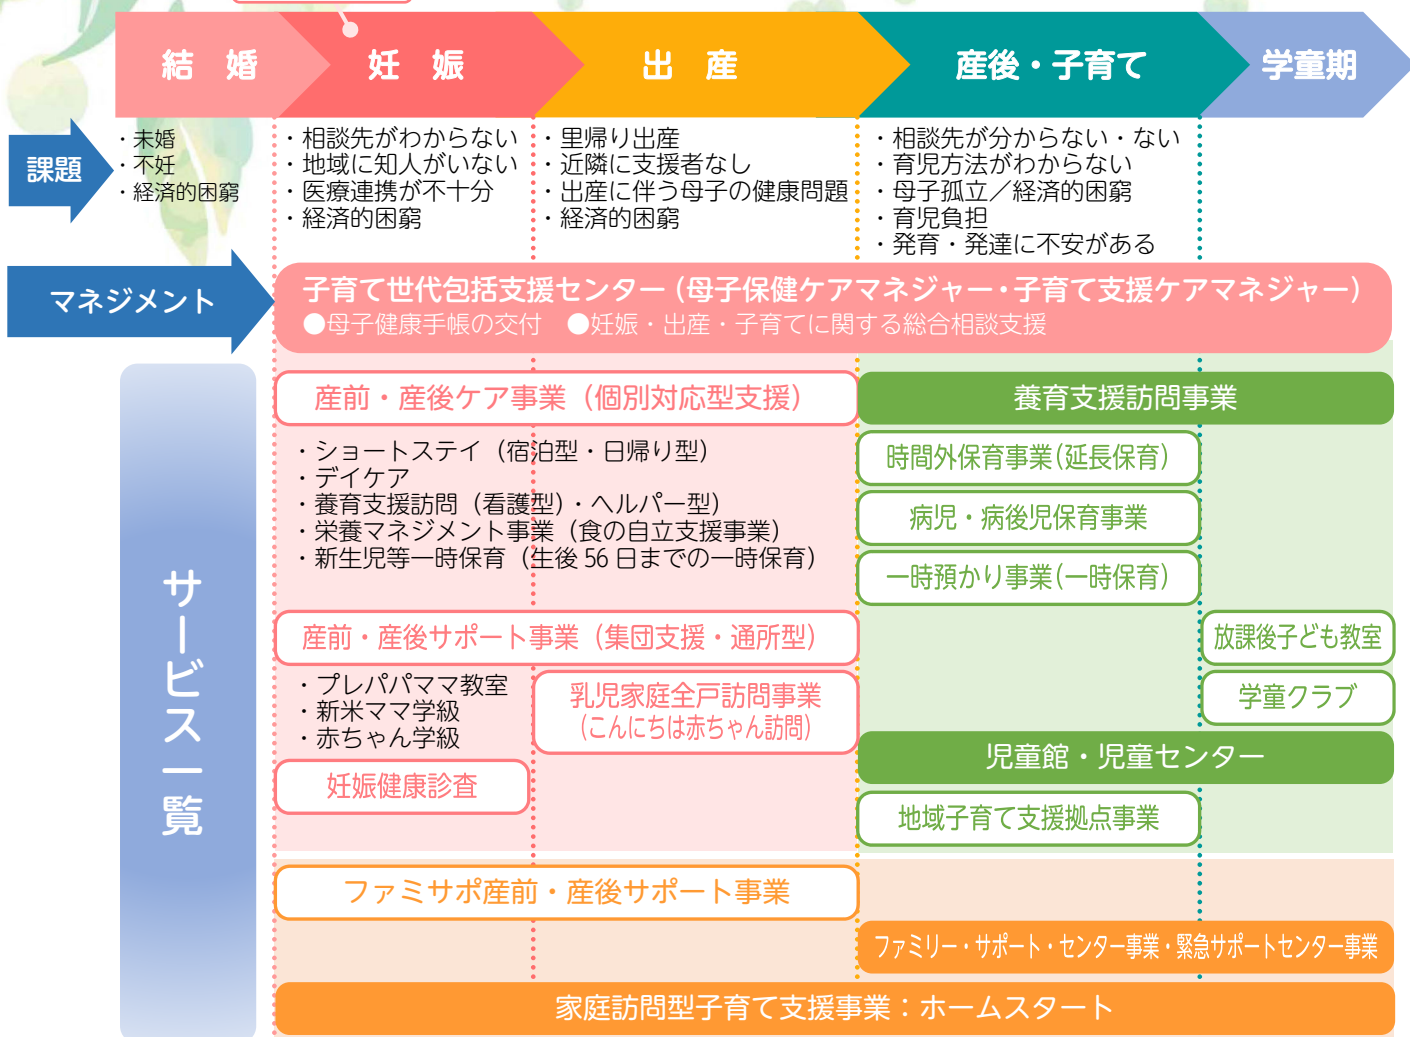 結婚
妊娠
出産
産後・子育て
学童期
課題
・未婚
・不妊
・経済的困窮
・相談先がわからない
・地域に知人がいない
・医療連携が不十分
・経済的困窮
・里帰り出産
・近隣に支援者なし
・出産に伴う母子の健康問題
・経済的困窮
・相談先が分からない・ない
・育児方法がわからない
・母子孤立／経済的困窮
・育児負担
・発育・発達に不安がある
マネジメント
子育て世代包括支援センター（母子保健ケアマネジャー・子育て支援ケアマネジャー）
●母子健康手帳の交付　●妊娠・出産・子育てに関する総合相談支援
サービス一覧
産前・産後ケア事業（個別対応型支援）
・ショートステイ（宿泊型・日帰り型）
・デイケア
・養育支援訪問（看護型）・ヘルパー型）
・栄養マネジメント事業（食の自立支援事業）
・新生児等一時保育（生後 56 日までの一時保育）
産前・産後サポート事業（集団支援・通所型）
・プレパパママ教室
・新米ママ学級
・赤ちゃん学級
乳児家庭全戸訪問事業
（こんにちは赤ちゃん訪問）
妊娠健康診査
養育支援訪問事業
時間外保育事業（延長保育）
病児・病後児保育事業
一時預かり事業（一時保育）
放課後子ども教室
学童クラブ
児童館・児童センター
地域子育て支援拠点事業
ファミサポ産前・産後サポート事業
ファミリー・サポート・センター事業・緊急サポートセンター事業
家庭訪問型子育て支援事業：ホームスタート